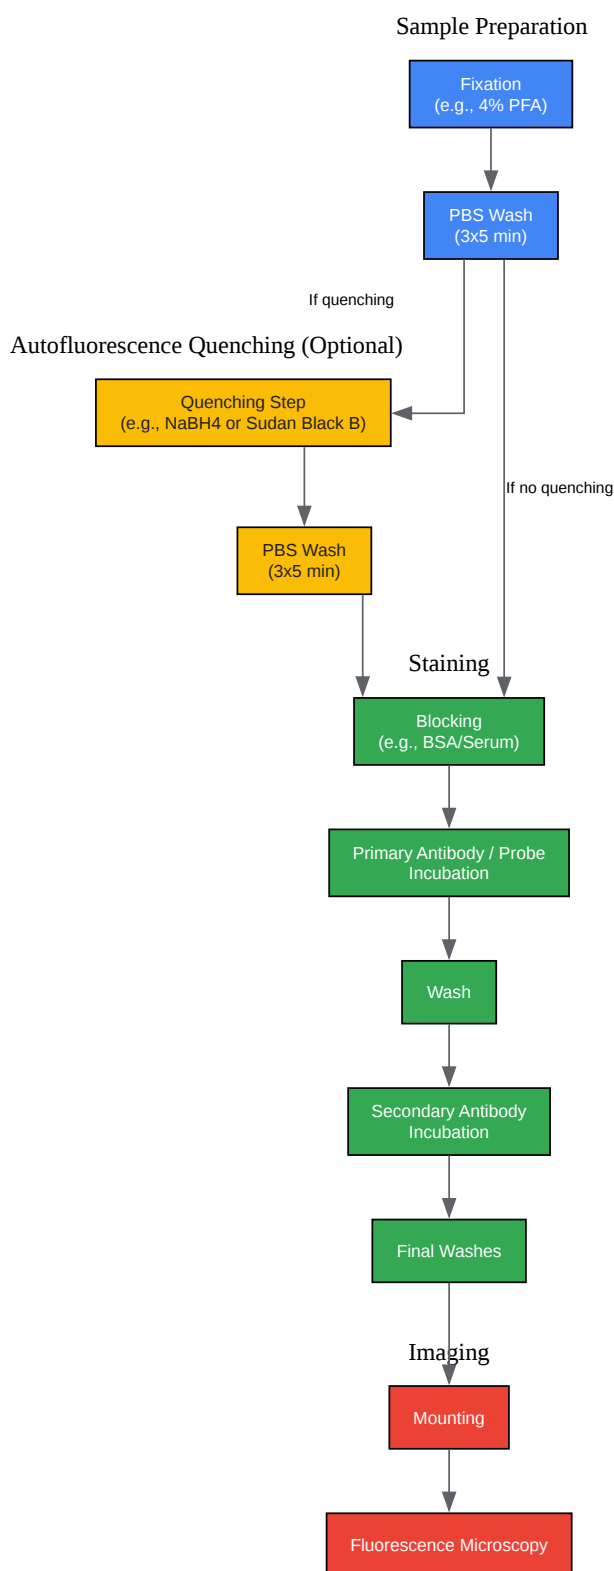 Sample Preparation
Fixation
(e.g., 4% PFA)
PBS Wash
(3x5 min)
If quenching
Autofluorescence Quenching (Optional)
Quenching Step
(e.g., NaBH4 or Sudan Black B)
If no quenching
PBS Wash
(3x5 min)
Staining
Blocking
(e.g., BSA/Serum)
Primary Antibody / Probe
Incubation
Wash
Secondary Antibody
Incubation
Final Washes
Imaging
Mounting
Fluorescence Microscopy